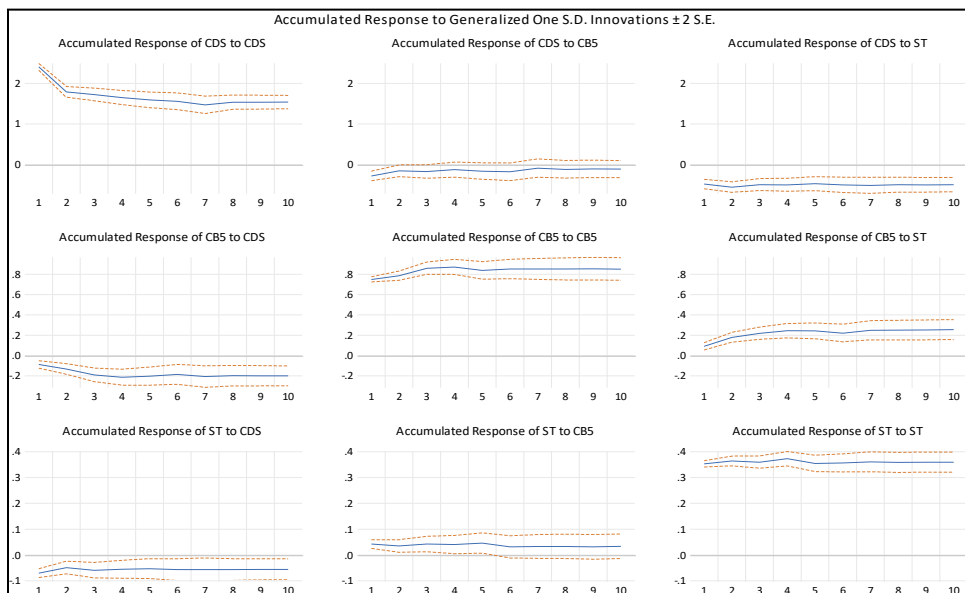 Accumulated Response to Generalized One S.D. Innovations ± 2 S.E.
Accumulated Response of CDS to CDS
2
1
0
1 2 3 4 5 6 7 8 9 10
Accumulated Response of CDS to CB5
2
1
0
1 2 3 4 5 6 7 8 9 10
Accumulated Response of CDS to ST
2
1
0
1 2 3 4 5 6 7 8 9 10
Accumulated Response of CB5 to CDS
.8
.6
.4
.2
.0
-.2
1 2 3 4 5 6 7 8 9 10
Accumulated Response of CB5 to CB5
.8
.6
.4
.2
.0
-.2
1 2 3 4 5 6 7 8 9 10
Accumulated Response of CB5 to ST
.8
.6
.4
.2
.0
-.2
1 2 3 4 5 6 7 8 9 10
Accumulated Response of ST to CDS
.4
.3
.2
.1
.0
-.1
1 2 3 4 5 6 7 8 9 10
Accumulated Response of ST to CB5
.4
.3
.2
.1
.0
-.1
1 2 3 4 5 6 7 8 9 10
Accumulated Response of ST to ST
.4
.3
.2
.1
.0
-.1
1 2 3 4 5 6 7 8 9 10